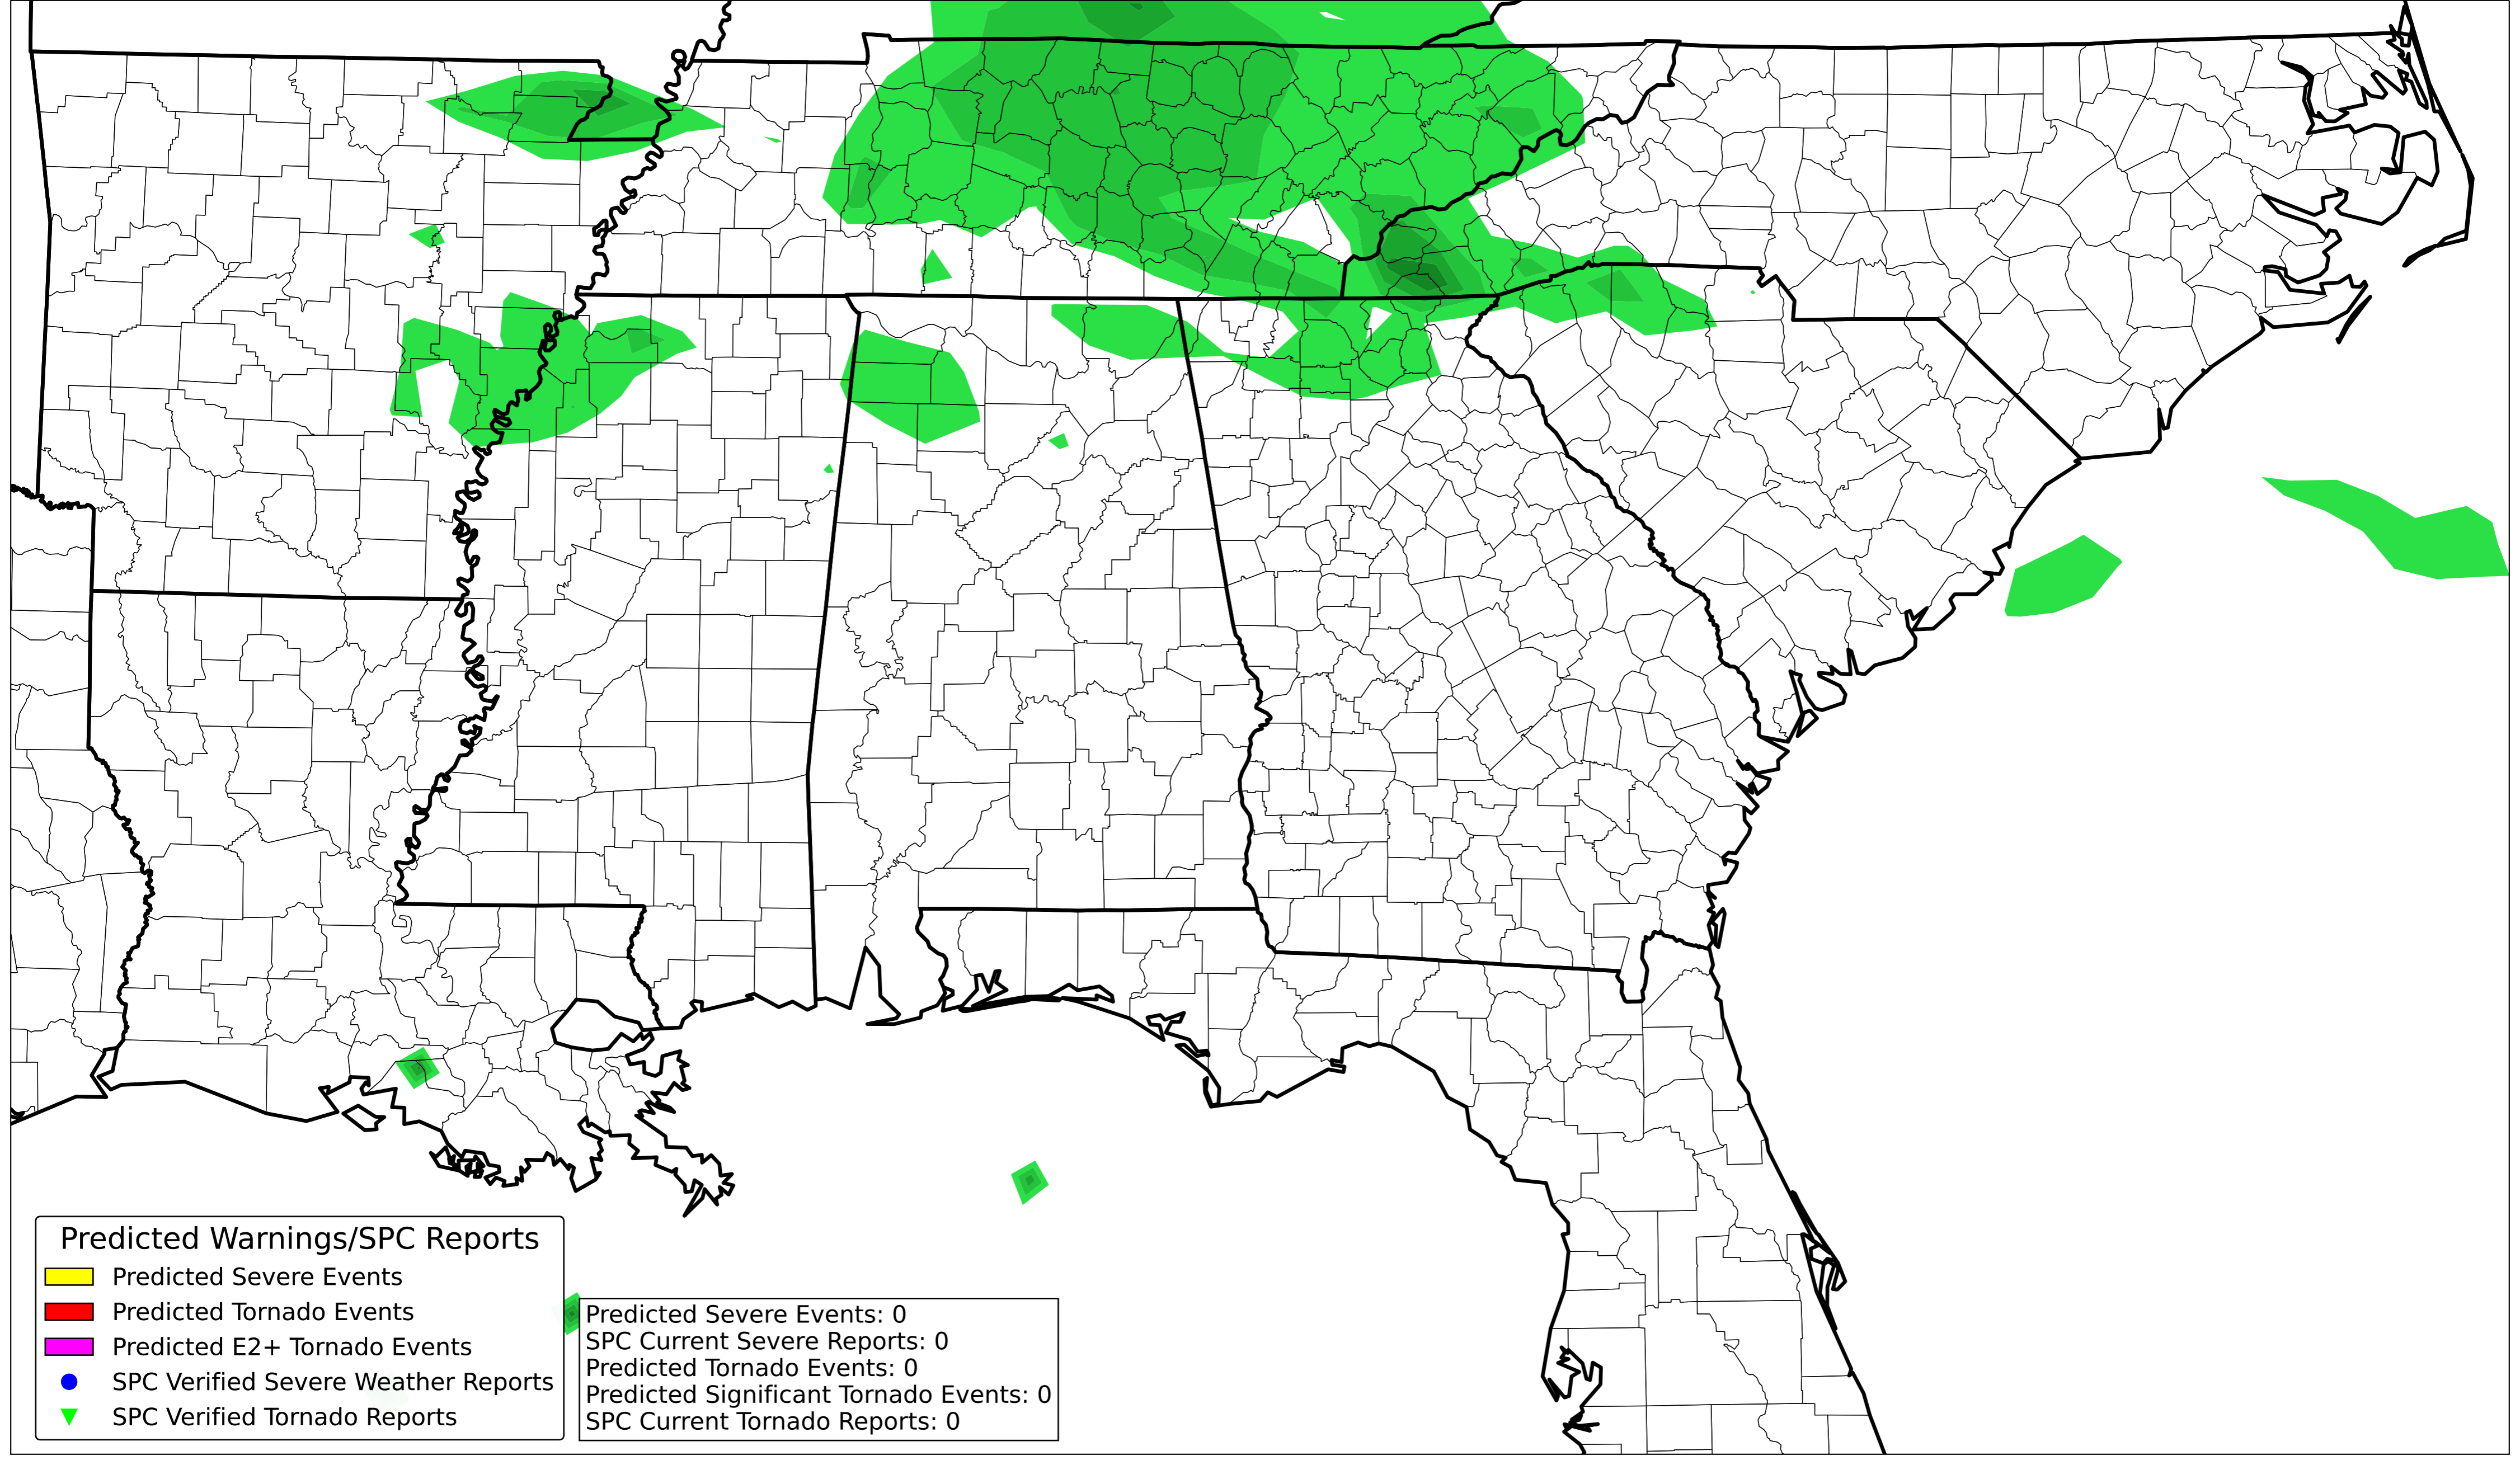 Predicted Warnings/SPC Reports
Predicted Severe Events
Predicted Tornado Events
Predicted E2+ Tornado Events
SPC Verified Severe Weather Reports
SPC Verified Tornado Reports
Predicted Severe Events: 0
SPC Current Severe Reports: 0
Predicted Tornado Events: 0
Predicted Significant Tornado Events: 0
SPC Current Tornado Reports: 0